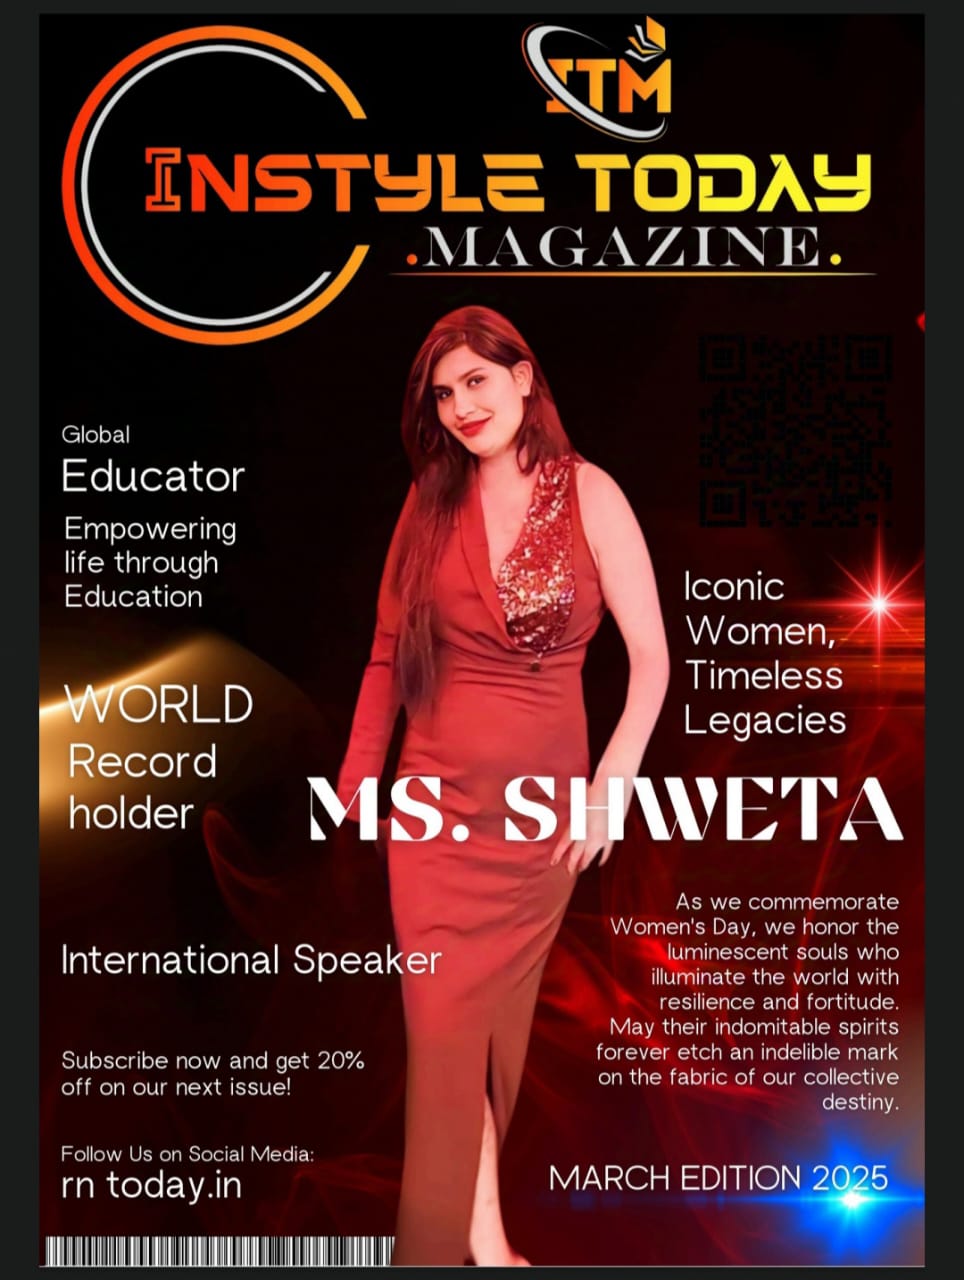 ITM
INSTYLE TODAY
.MAGAZINE.
Global
Educator
Empowering
life through
Education
WORLD
Record
holder
Iconic
Women,
Timeless
Legacies
MS. SHWETA
International Speaker
As we commemorate
Women's Day, we honor the
luminescent souls who
illuminate the world with
resilience and fortitude.
May their indomitable spirits
forever etch an indelible mark
on the fabric of our collective
destiny.
Subscribe now and get 20%
off on our next issue!
Follow Us on Social Media:
rn today.in
MARCH EDITION 2025